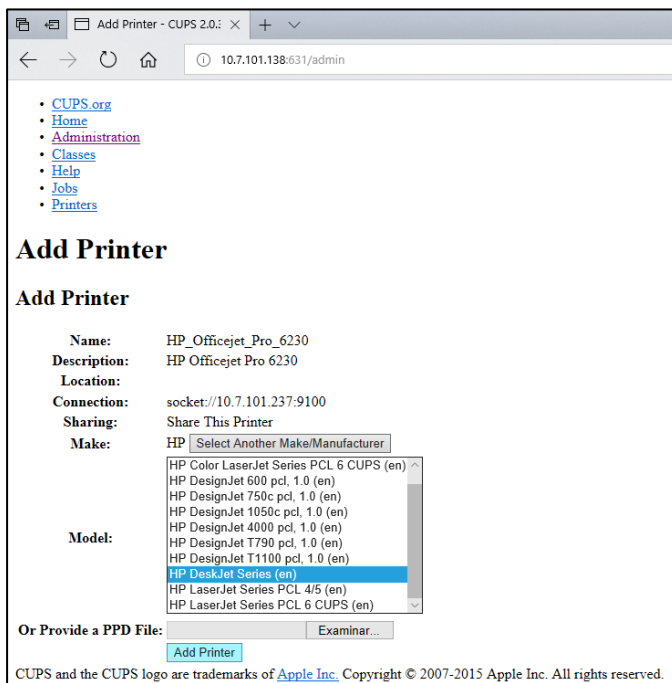 Add Printer - CUPS 2.0.:
10.7.101.138:631/admin
CUPS.org
Home
Administration
Classes
Help
Jobs
Printers
Add Printer
Add Printer
Name: HP_Officejet_Pro_6230
Description: HP Officejet Pro 6230
Location:
Connection: socket://10.7.101.237:9100
Sharing: Share This Printer
Make: HP Select Another Make/Manufacturer
Model:
HP Color LaserJet Series PCL 6 CUPS (en)
HP DesignJet 600 pcl, 1.0 (en)
HP DesignJet 750c pcl, 1.0 (en)
HP DesignJet 1050c pcl, 1.0 (en)
HP DesignJet 4000 pcl, 1.0 (en)
HP DesignJet T790 pcl, 1.0 (en)
HP DesignJet T1100 pcl, 1.0 (en)
HP DeskJet Series (en)
HP LaserJet Series PCL 4/5 (en)
HP LaserJet Series PCL 6 CUPS (en)
Or Provide a PPD File: Examinar...
Add Printer
CUPS and the CUPS logo are trademarks of Apple Inc. Copyright © 2007-2015 Apple Inc. All rights reserved.